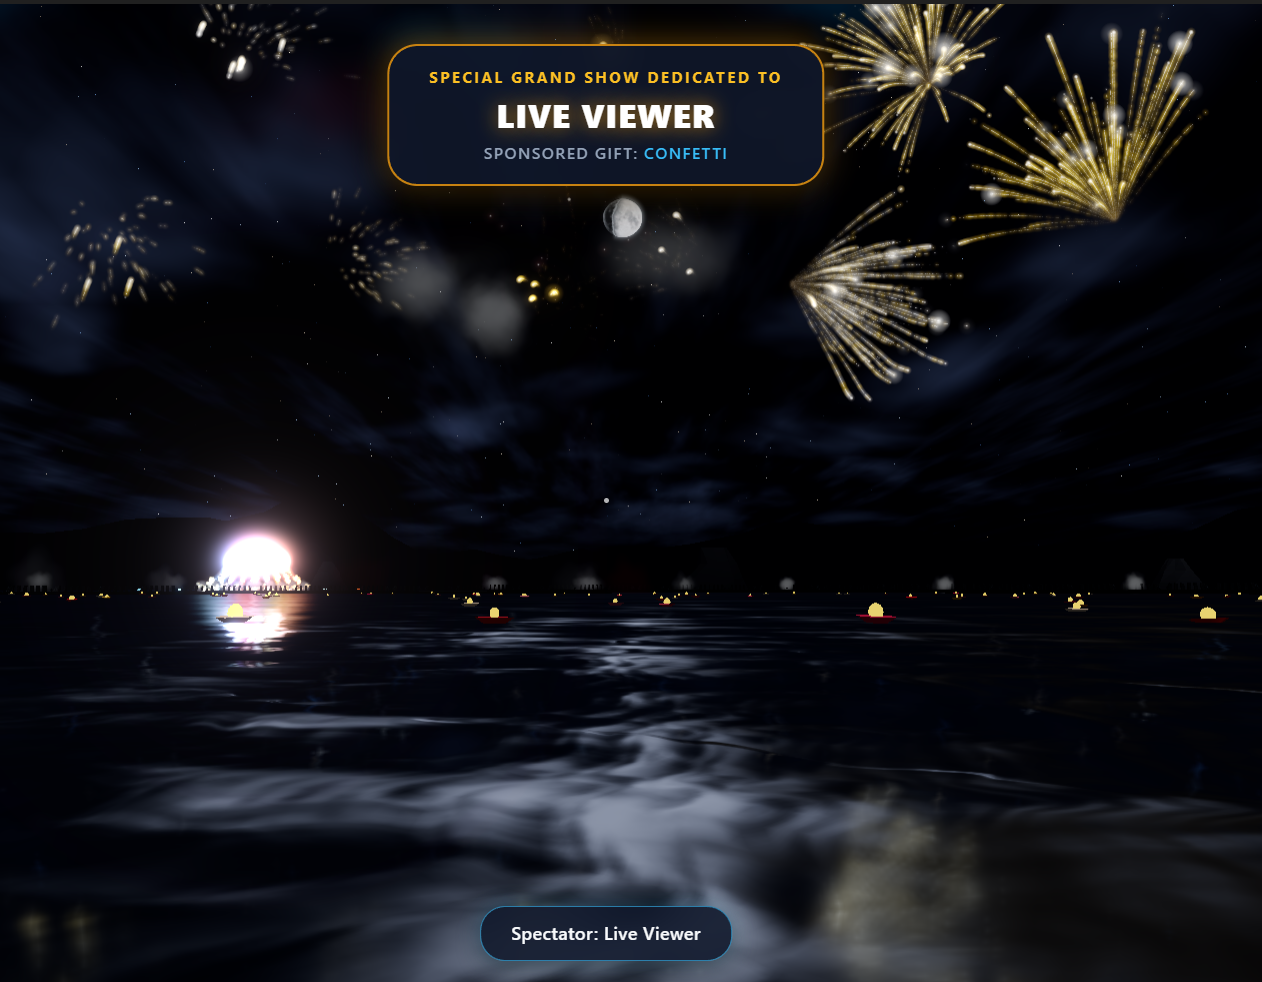 SPECIAL GRAND SHOW DEDICATED TO
LIVE VIEWER
SPONSORED GIFT: CONFETTI
Spectator: Live Viewer